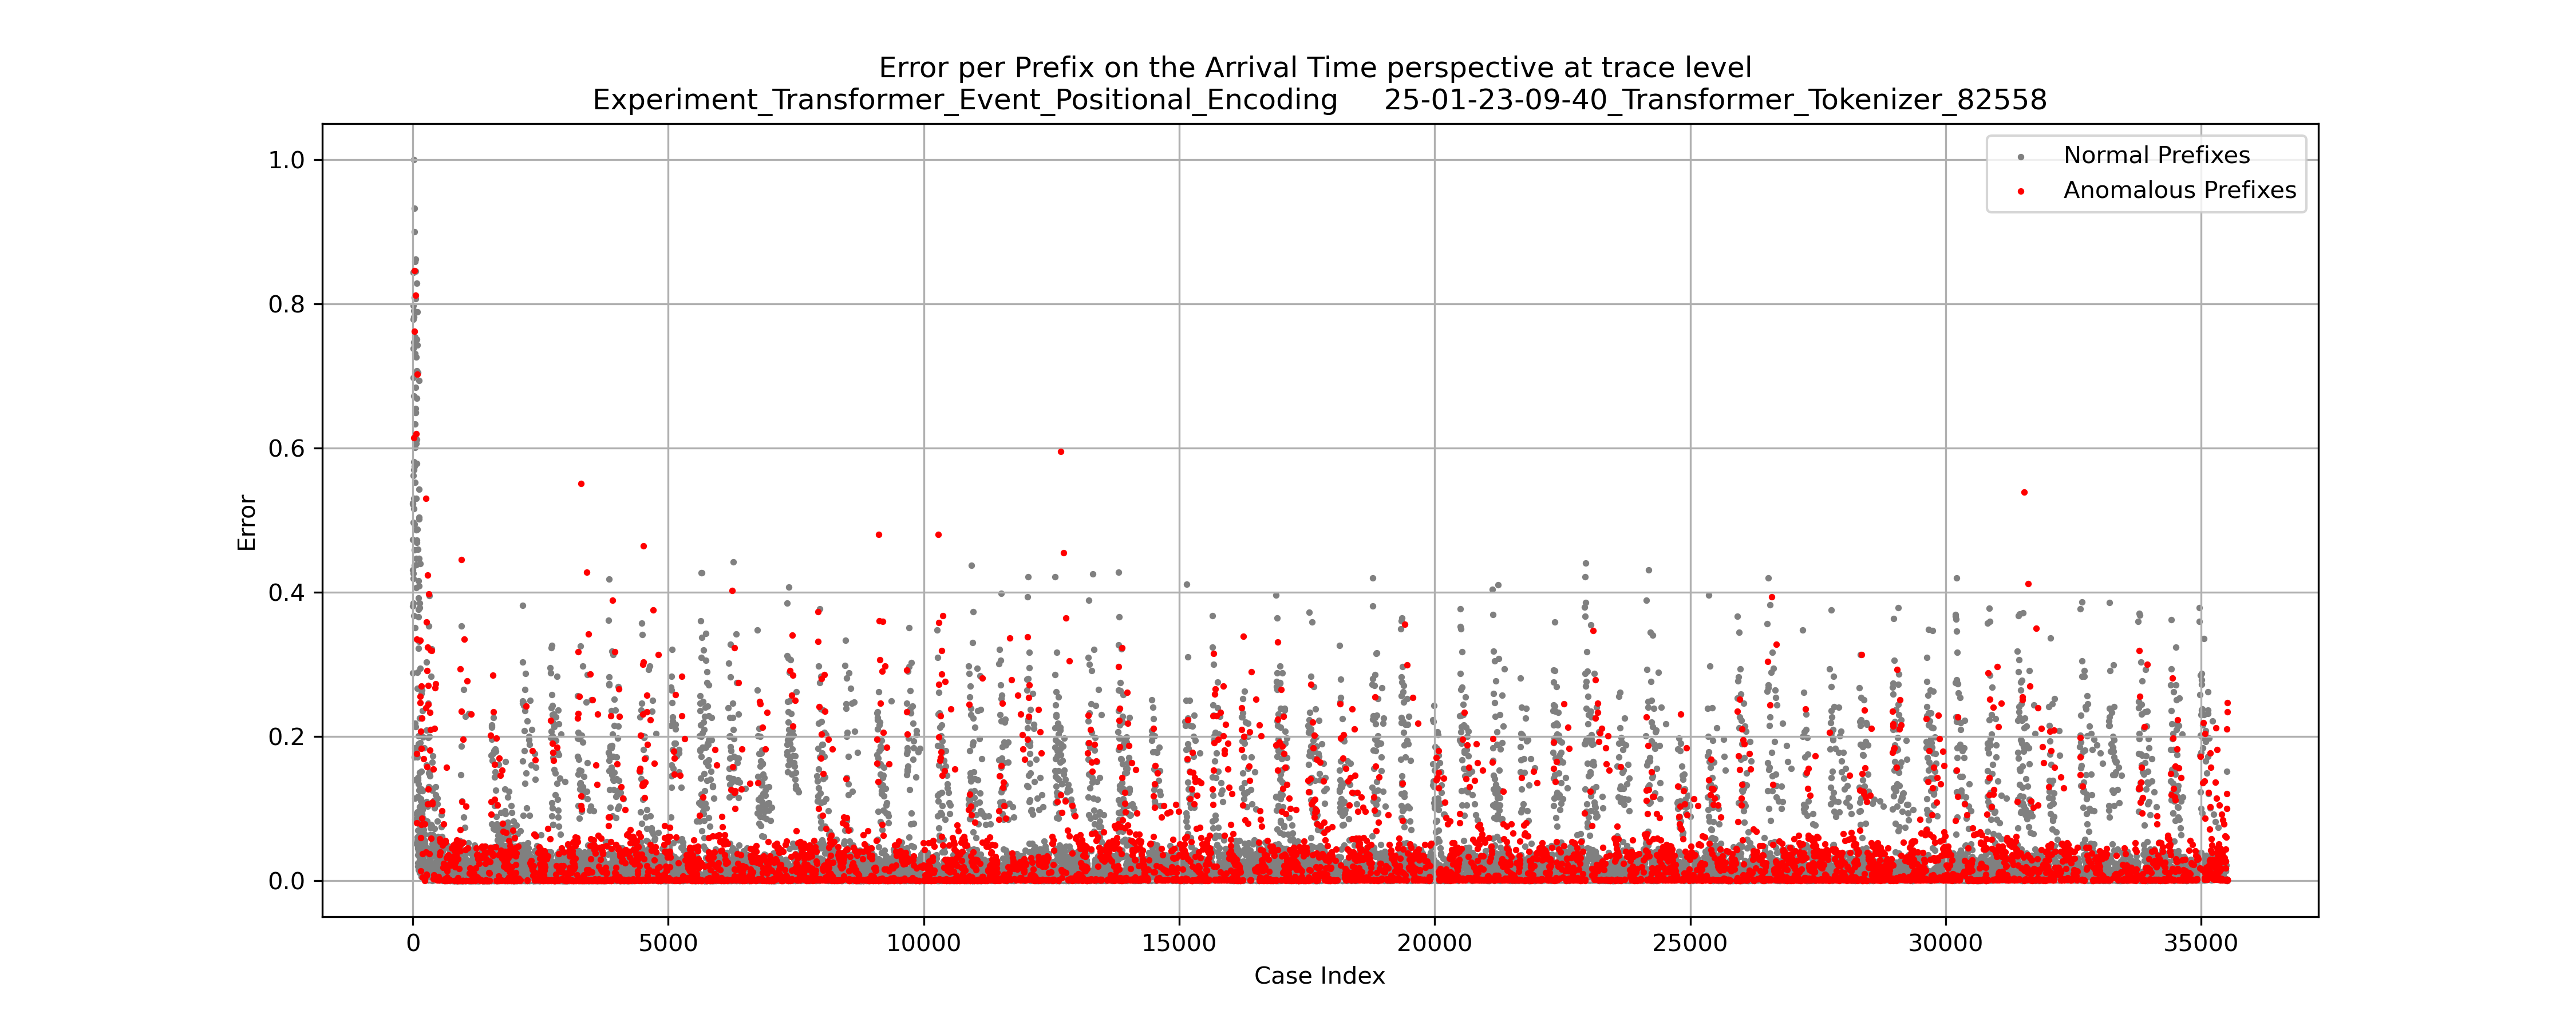 Error per Prefix on the Arrival Time perspective at trace level
Experiment_Transformer_Event_Positional_Encoding 25-01-23-09-40_Transformer_Tokenizer_82558
Normal Prefixes
Anomalous Prefixes
1.0
0.8
0.6
0.4
0.2
0.0
Error
0 5000 10000 15000 20000 25000 30000 35000
Case Index